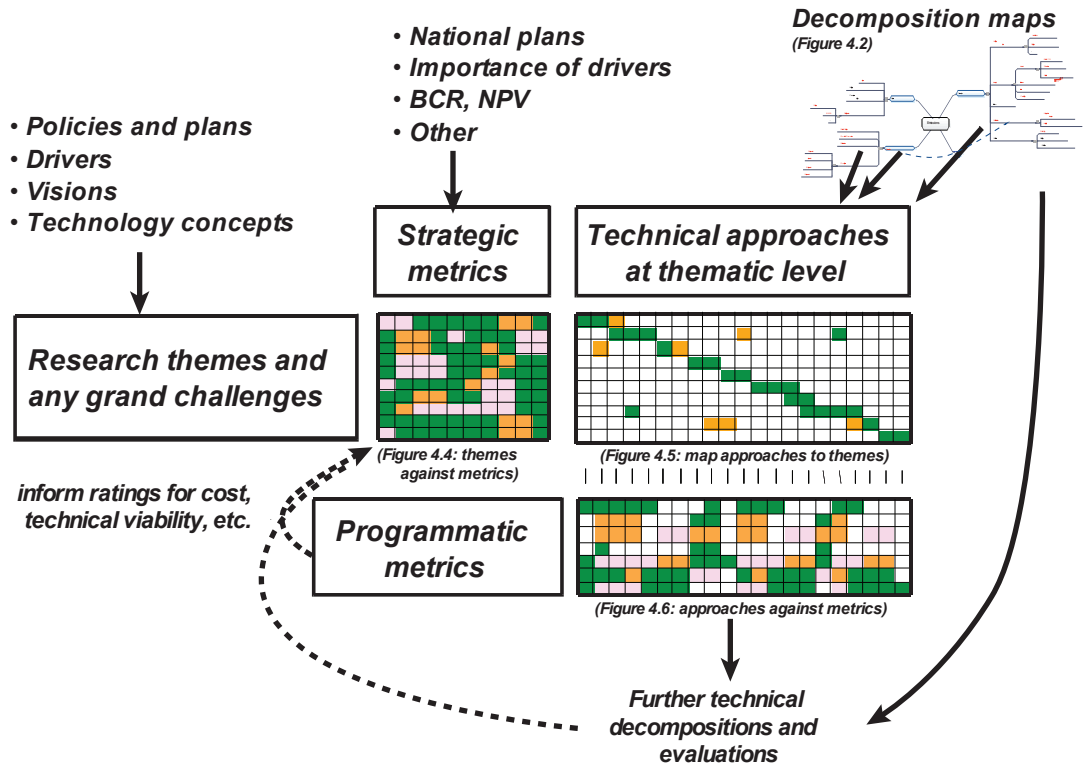 Decomposition maps
(Figure 4.2)
• National plans
• Importance of drivers
• BCR, NPV
• Other
• Policies and plans
• Drivers
• Visions
• Technology concepts
Strategic
metrics
Technical approaches
at thematic level
Research themes and
any grand challenges
(Figure 4.4: themes
against metrics)
(Figure 4.5: map approaches to themes)
inform ratings for cost,
technical viability, etc.
Programmatic
metrics
(Figure 4.6: approaches against metrics)
Further technical
decompositions and
evaluations